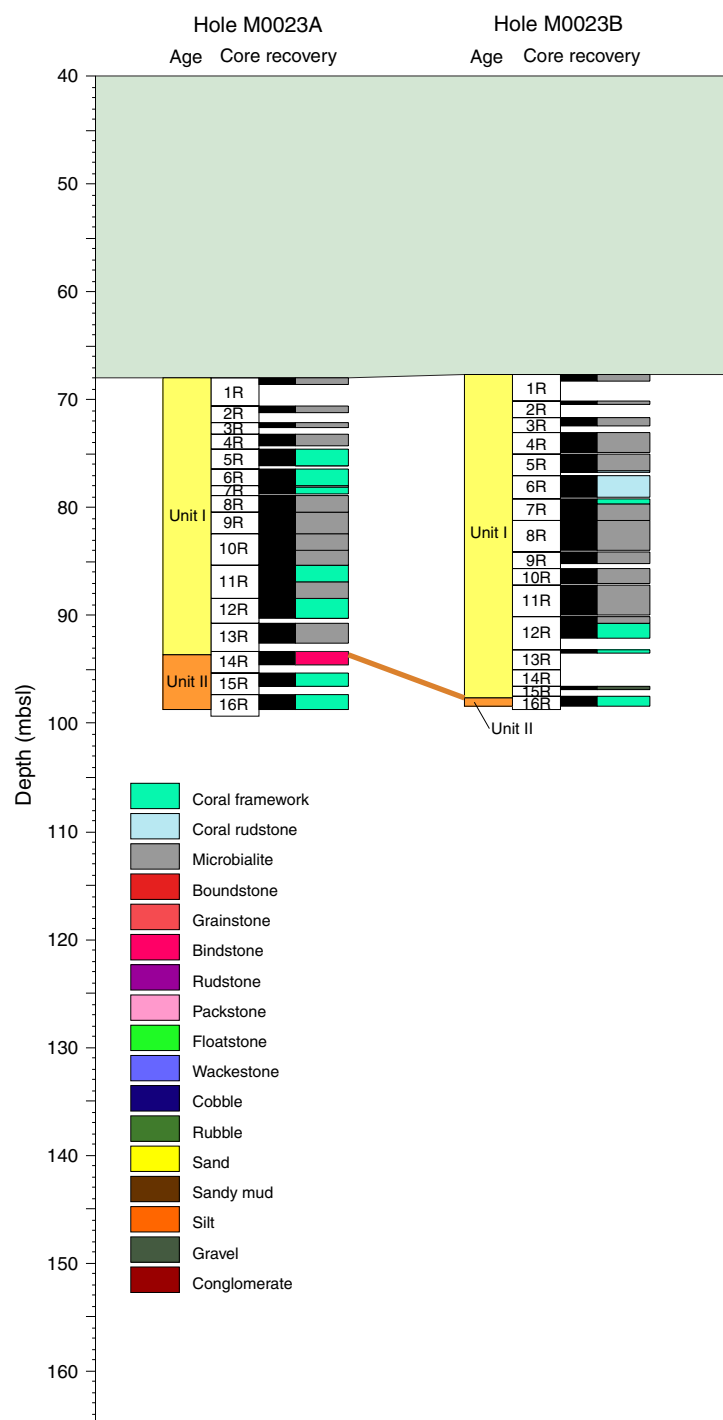 Hole M0023A
Hole M0023B
Age Core recovery
Age Core recovery
Depth (mbsl)
40
50
60
70
80
90
100
110
120
130
140
150
160
Unit I
Unit II
1R
2R
3R
4R
5R
6R
7R
8R
9R
10R
11R
12R
13R
14R
15R
16R
Unit I
Unit II
1R
2R
3R
4R
5R
6R
7R
8R
9R
10R
11R
12R
13R
14R
15R
16R
Coral framework
Coral rudstone
Microbialite
Boundstone
Grainstone
Bindstone
Rudstone
Packstone
Floatstone
Wackestone
Cobble
Rubble
Sand
Sandy mud
Silt
Gravel
Conglomerate